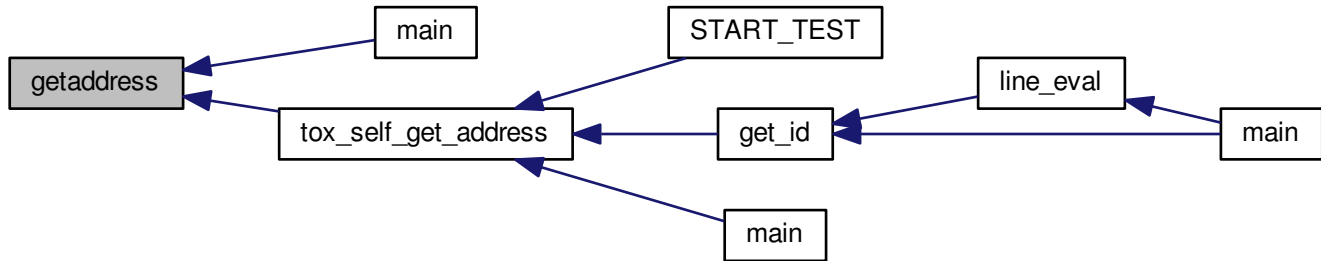 main
START_TEST
getaddress
line_eval
tox_self_get_address
get_id
main
main